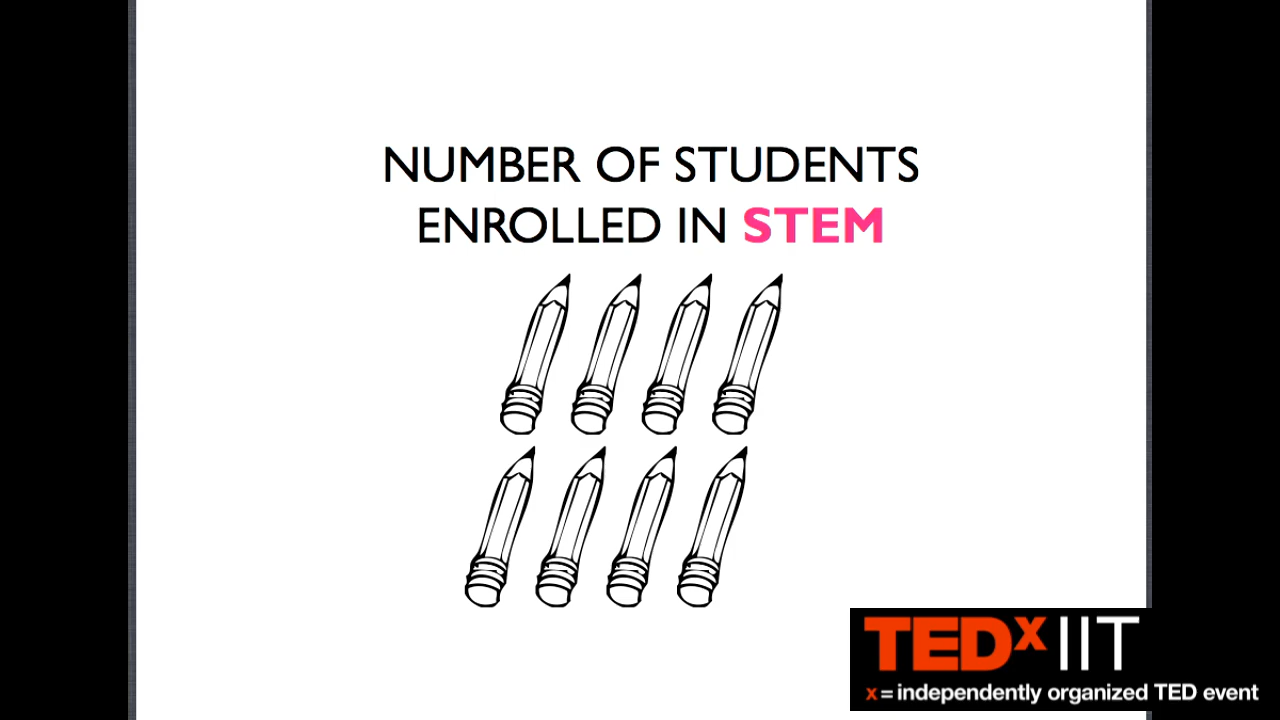 NUMBER OF STUDENTS
ENROLLED IN STEM
TEDx IIT
x = independently organized TED event